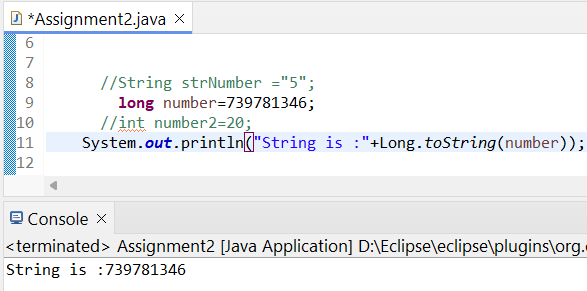 *Assignment2.java
6
7
8 //String strNumber ="5";
9 long number=739781346;
10 //int number2=20;
11 System.out.println("String is :"+Long.toString(number));
12
Console
<terminated> Assignment2 [Java Application] D:\Eclipse\eclipse\plugins\org.e
String is :739781346